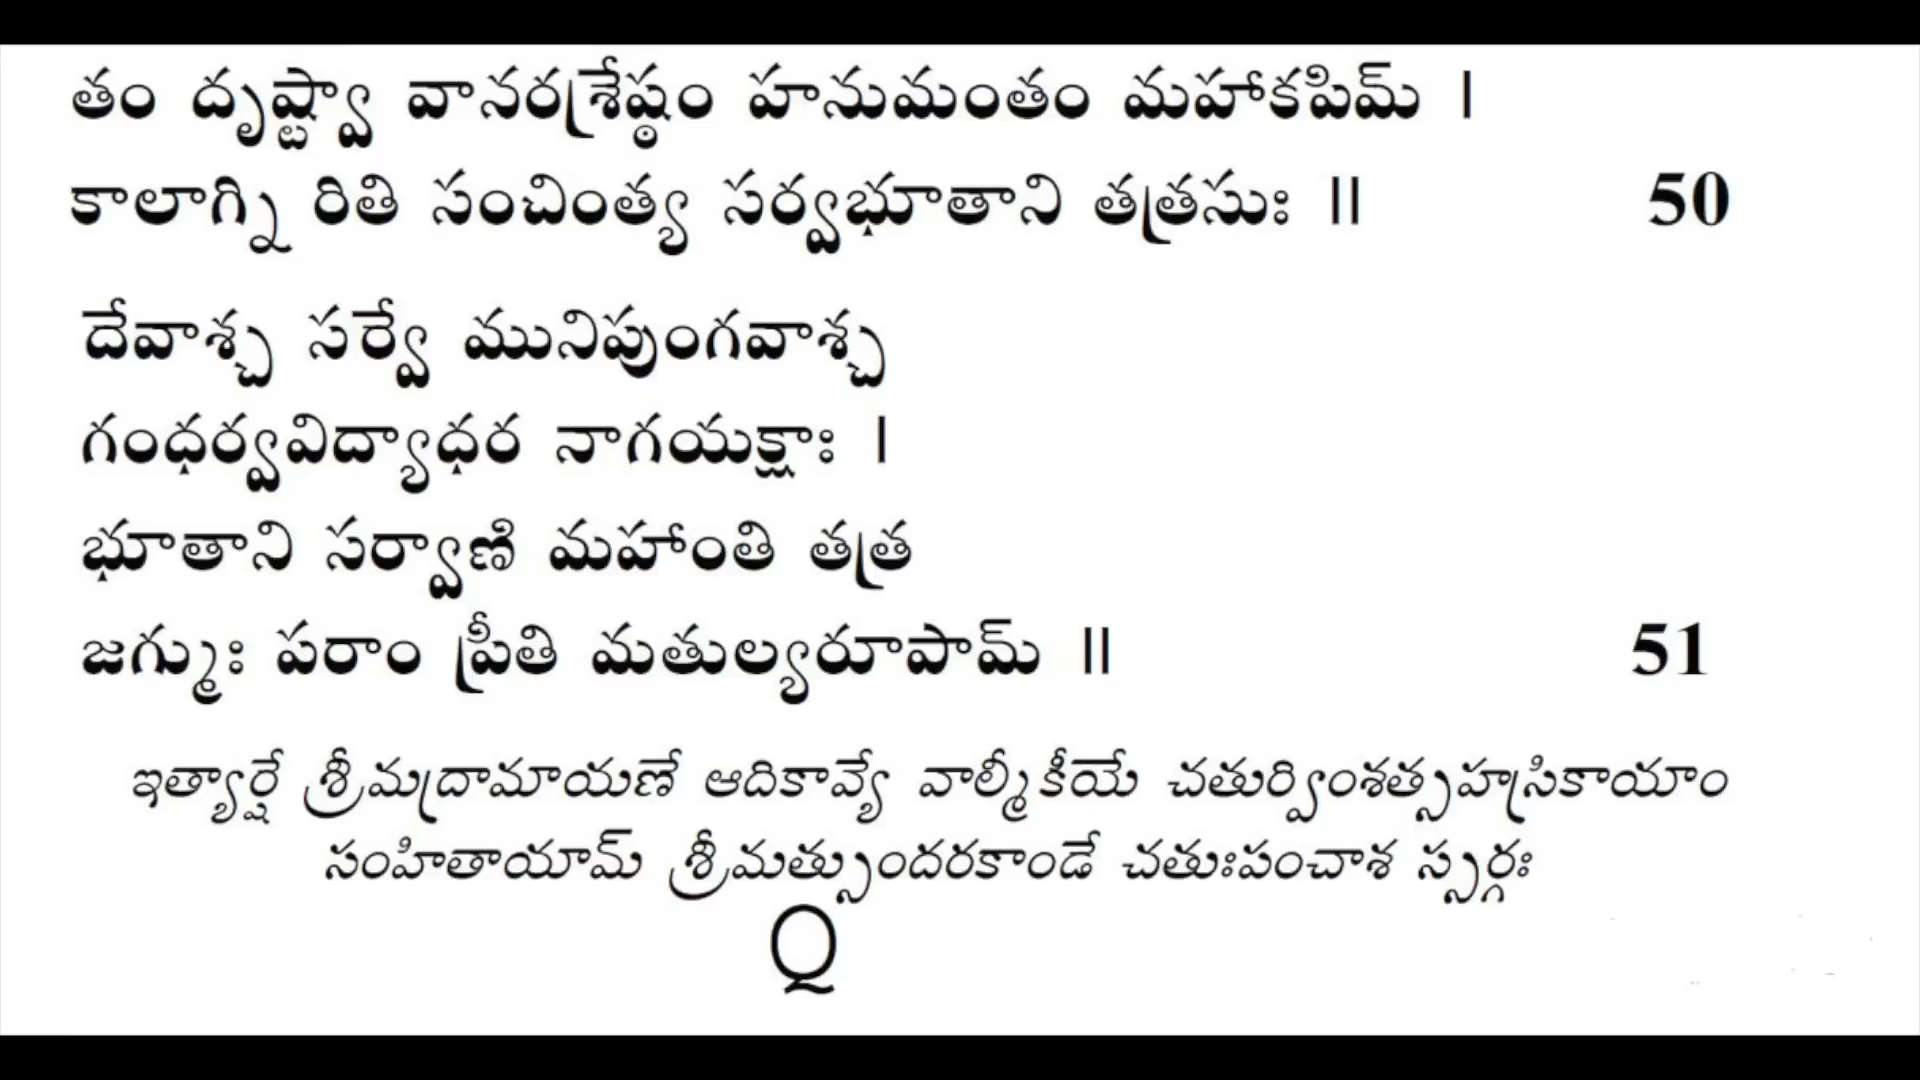 తం దృష్ట్వా వానరశ్రేష్ఠం హనుమంతం మహాకపిమ్ ।
కాలాగ్ని రితి సంచింత్య సర్వభూతాని తత్రసుః ॥ 50
దేవాశ్చ సర్వే మునిపుంగవాశ్చ
గంధర్వవిద్యాధర నాగయక్షాః ।
భూతాని సర్వాణి మహాంతి తత్ర
జగ్ముః పరాం ప్రీతి మతుల్యరూపామ్ ॥ 51
ఇత్యార్షే శ్రీమద్రామాయణే ఆదికావ్యే వాల్మీకీయే చతుర్వింశత్సహస్రికాయాం
సంహితాయామ్ శ్రీమత్సుందరకాండే చతుఃపంచాశ స్సర్గః
Q